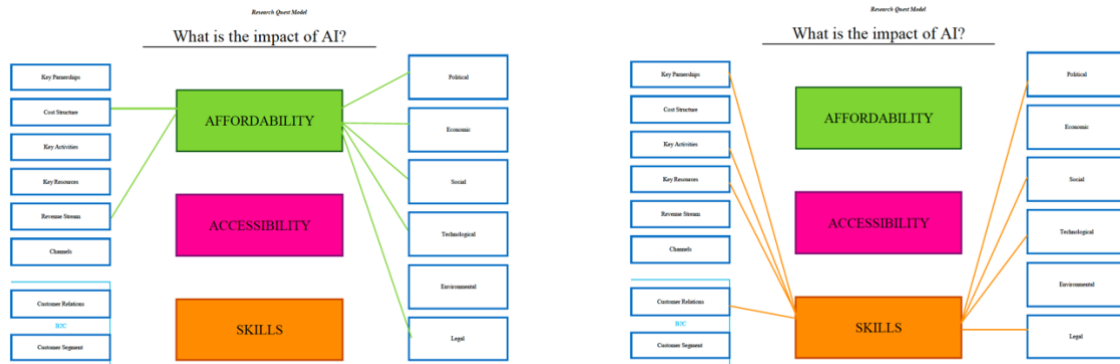 Research Quest Model
What is the impact of AI?
Key Parnerships
Cost Structure
Key Activities
Key Resources
Revenue Stream
Channels
Customer Relations
B2C
Customer Segment
AFFORDABILITY
ACCESSIBILITY
SKILLS
Political
Economic
Social
Technological
Environmental
Legal
Research Quest Model
What is the impact of AI?
Key Parnerships
Cost Structure
Key Activities
Key Resources
Revenue Stream
Channels
Customer Relations
B2C
Customer Segment
AFFORDABILITY
ACCESSIBILITY
SKILLS
Political
Economic
Social
Technological
Environmental
Legal